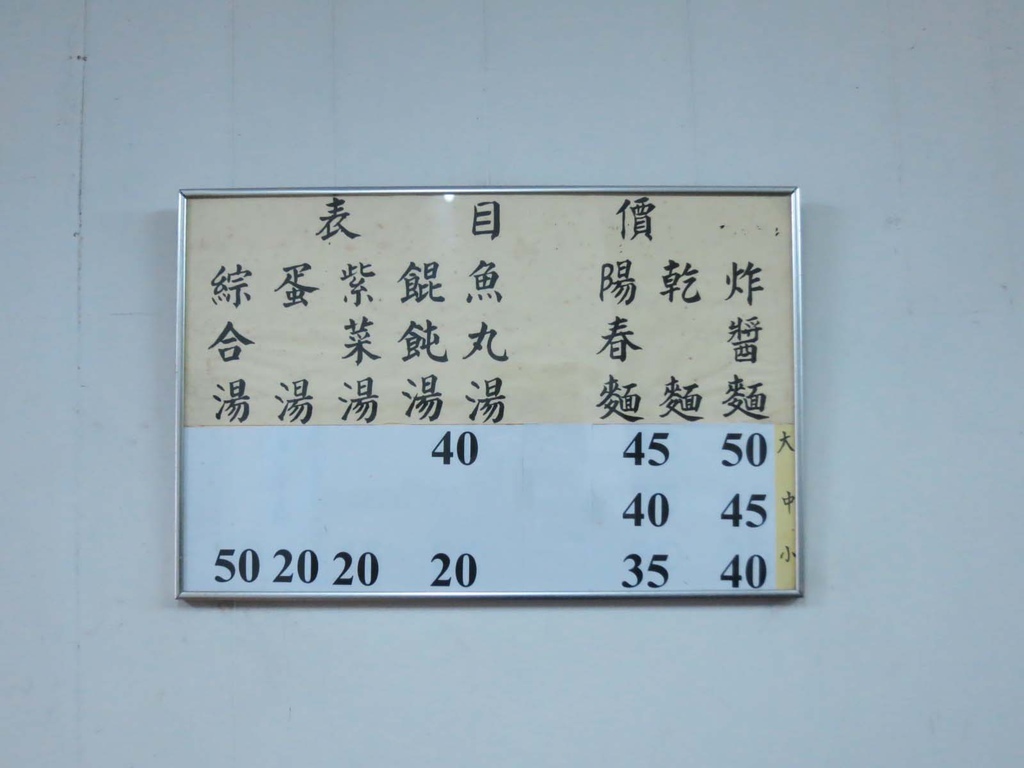 價目表
炸醬麵
乾麵
陽春麵
魚丸湯
餛飩湯
紫菜湯
蛋湯
綜合湯
大 50 45 40
中 45 40
小 40 35 20 20 20 50